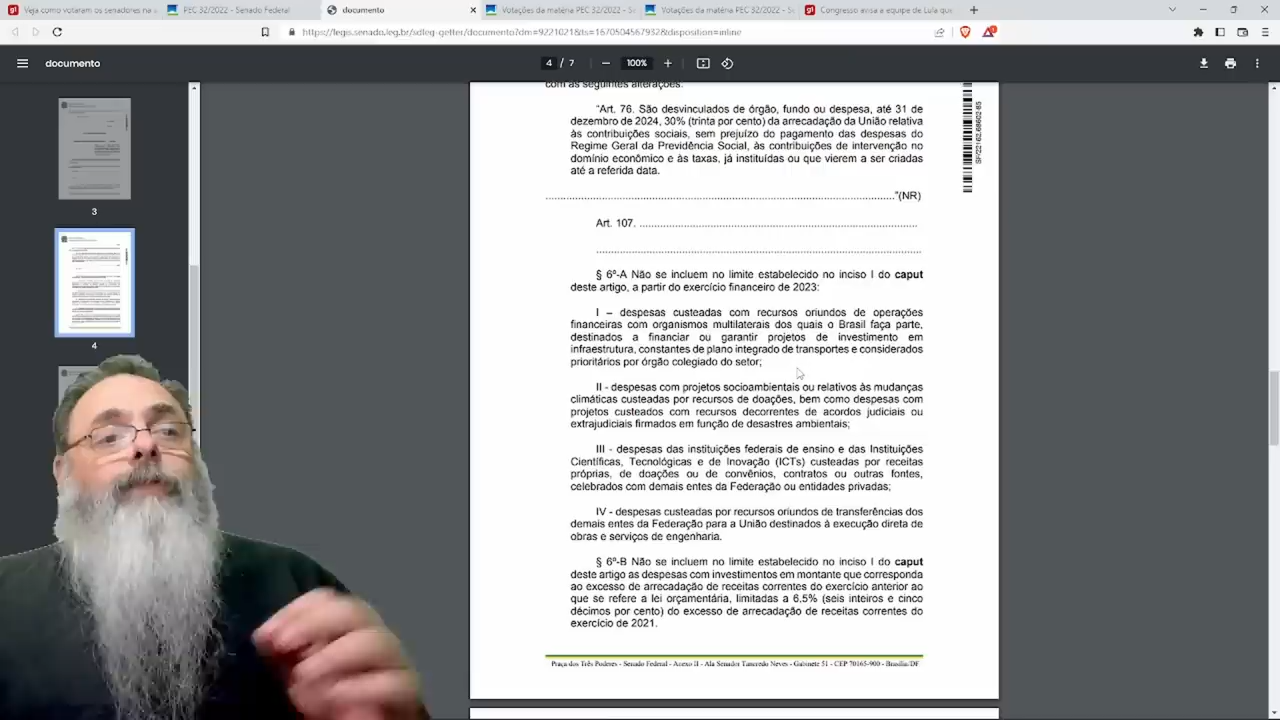 Veja como votaram os senadores na v
PEC 32/2022 - Senado Federal
documento
Votações da matéria PEC 32/2022 - S
Votações da matéria PEC 32/2022 - S
Congresso avisa a equipe de Lula que
https://legis.senado.leg.br/sdleg-getter/documento?dm=9221021&ts=1670504567932&disposition=inline
documento
4 / 7
100%
3
4
com as seguintes alterações:
“Art. 76. São desvinculados de órgão, fundo ou despesa, até 31 de
dezembro de 2024, 30% (trinta por cento) da arrecadação da União relativa
às contribuições sociais, sem prejuízo do pagamento das despesas do
Regime Geral da Previdência Social, às contribuições de intervenção no
domínio econômico e às taxas, já instituídas ou que vierem a ser criadas
até a referida data.
..........................................................................................................”(NR)
Art. 107. ....................................................................................
..................................................................................................
§ 6º-A Não se incluem no limite estabelecido no inciso I do caput
deste artigo, a partir do exercício financeiro de 2023:
I – despesas custeadas com recursos oriundos de operações
financeiras com organismos multilaterais dos quais o Brasil faça parte,
destinados a financiar ou garantir projetos de investimento em
infraestrutura, constantes de plano integrado de transportes e considerados
prioritários por órgão colegiado do setor;
II - despesas com projetos socioambientais ou relativos às mudanças
climáticas custeadas por recursos de doações, bem como despesas com
projetos custeados com recursos decorrentes de acordos judiciais ou
extrajudiciais firmados em função de desastres ambientais;
III - despesas das instituições federais de ensino e das Instituições
Científicas, Tecnológicas e de Inovação (ICTs) custeadas por receitas
próprias, de doações ou de convênios, contratos ou outras fontes,
celebrados com demais entes da Federação ou entidades privadas;
IV - despesas custeadas por recursos oriundos de transferências dos
demais entes da Federação para a União destinados à execução direta de
obras e serviços de engenharia.
§ 6º-B Não se incluem no limite estabelecido no inciso I do caput
deste artigo as despesas com investimentos em montante que corresponda
ao excesso de arrecadação de receitas correntes do exercício anterior ao
que se refere a lei orçamentária, limitadas a 6,5% (seis inteiros e cinco
décimos por cento) do excesso de arrecadação de receitas correntes do
exercício de 2021.
Praça dos Três Poderes - Senado Federal - Anexo II - Ala Senador Tancredo Neves - Gabinete 51 - CEP 70165-900 - Brasília/DF